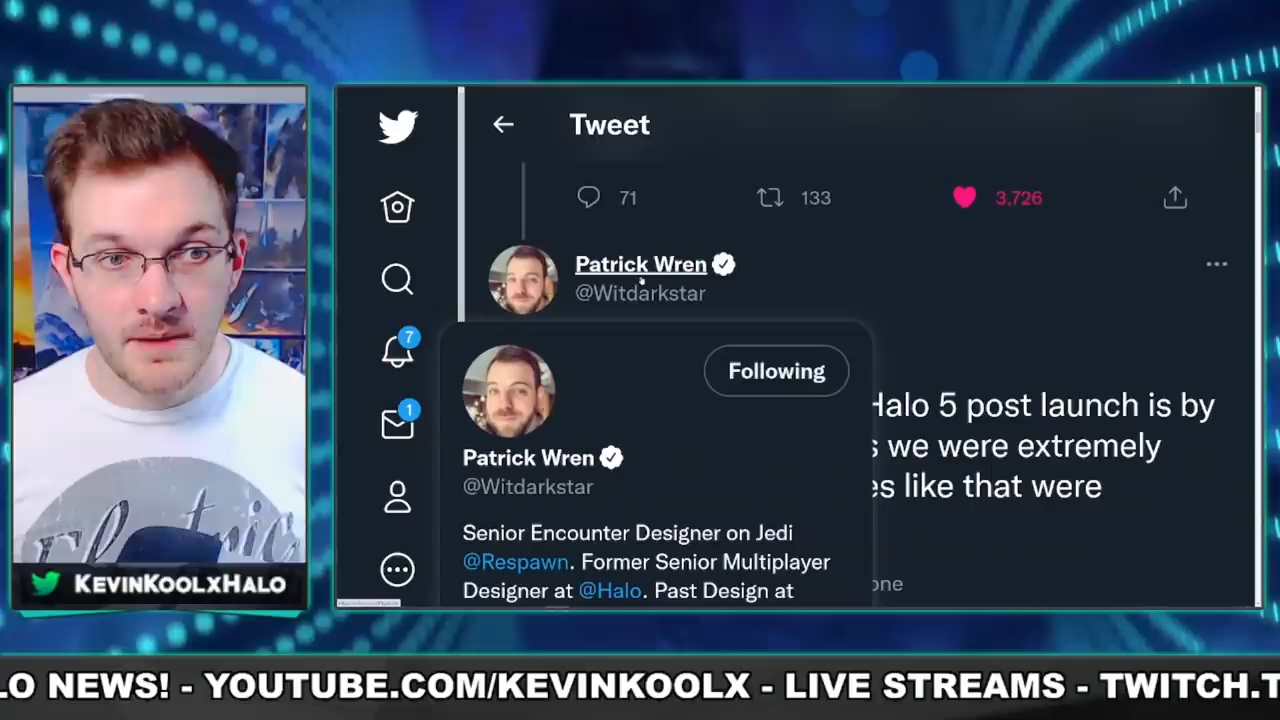 Tweet
71
133
3,726
Patrick Wren
@Witdarkstar
7
Following
1
Halo 5 post launch is by
s we were extremely
es like that were
Patrick Wren
@Witdarkstar
Senior Encounter Designer on Jedi
@Respawn. Former Senior Multiplayer
Designer at @Halo. Past Design at
one
KEVINKOOLXHALO
LO NEWS! - YOUTUBE.COM/KEVINKOOLX - LIVE STREAMS - TWITCH.T